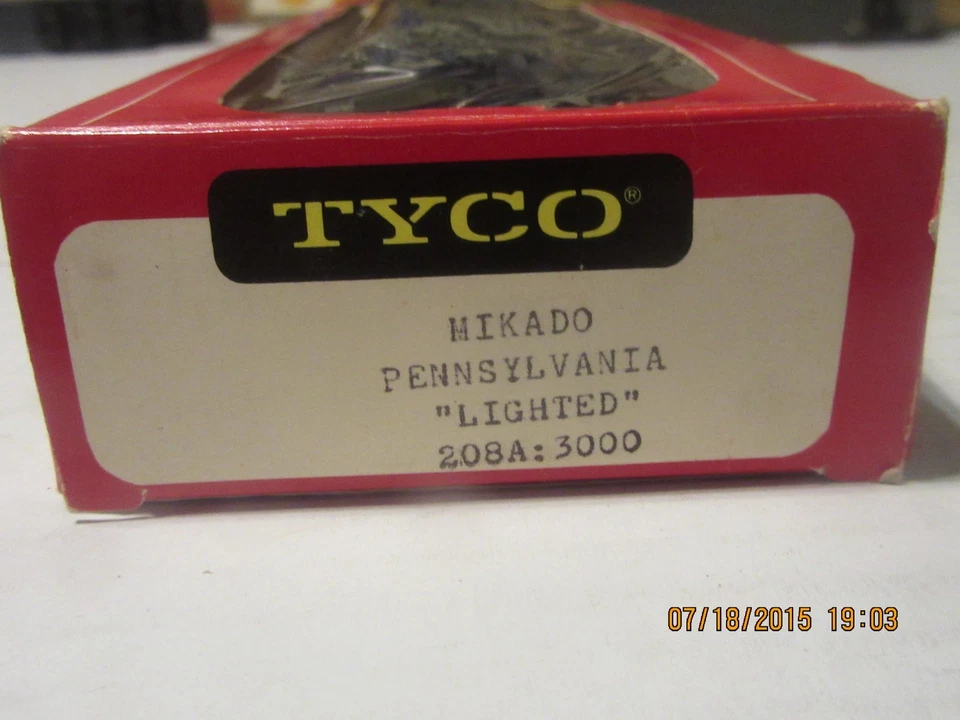 TYCO®
MIKADO
PENNSYLVANIA
"LIGHTED"
208A:3000
07/18/2015 19:03